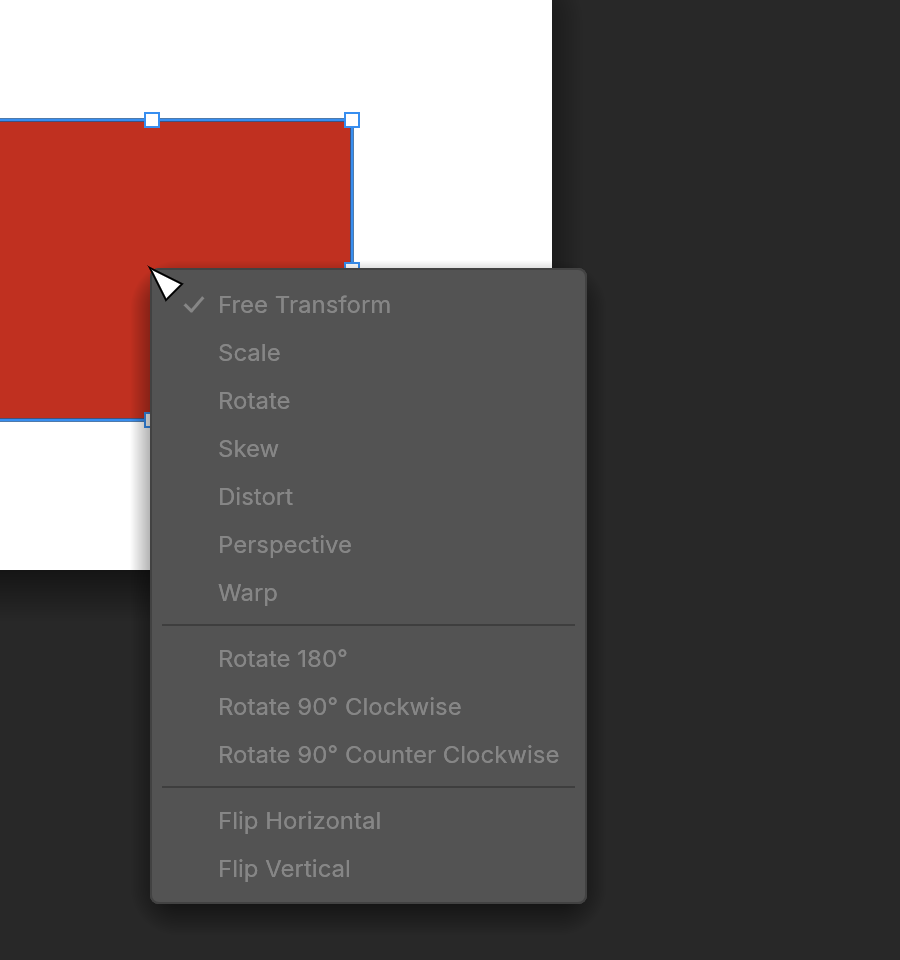 Free Transform
Scale
Rotate
Skew
Distort
Perspective
Warp
Rotate 180°
Rotate 90° Clockwise
Rotate 90° Counter Clockwise
Flip Horizontal
Flip Vertical